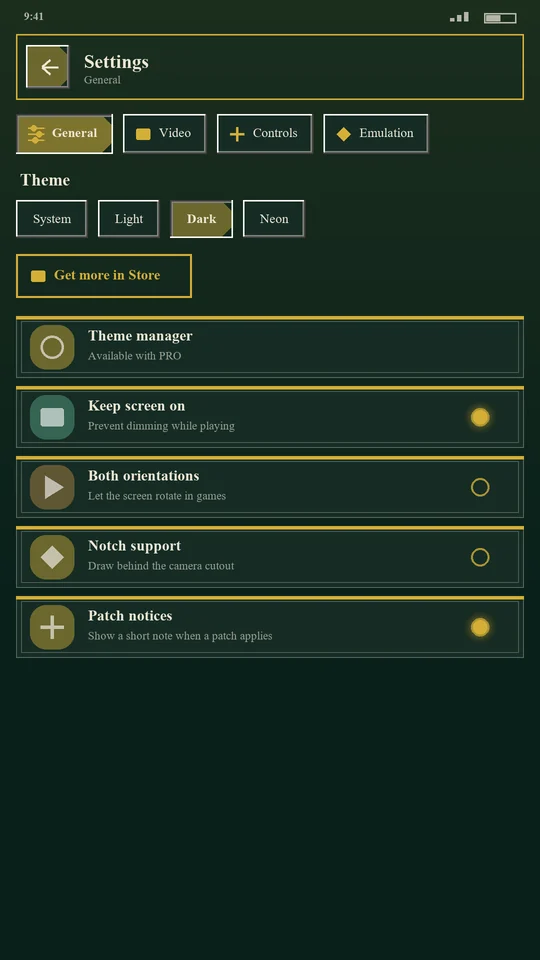 9:41
Settings
General
General
Video
Controls
Emulation
Theme
System
Light
Dark
Neon
Get more in Store
Theme manager
Available with PRO
Keep screen on
Prevent dimming while playing
Both orientations
Let the screen rotate in games
Notch support
Draw behind the camera cutout
Patch notices
Show a short note when a patch applies